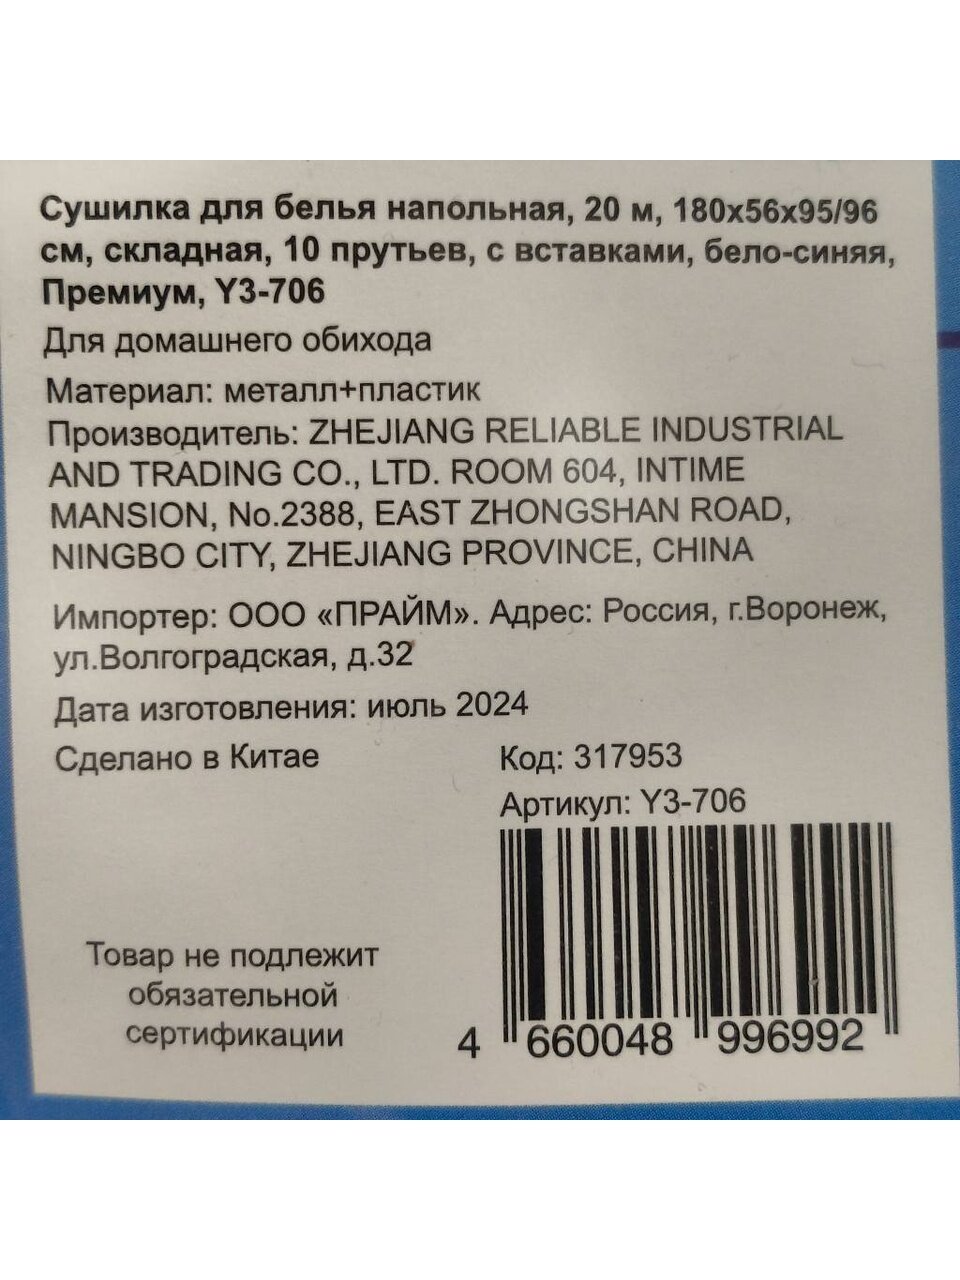 Сушилка для белья напольная, 20 м, 180х56х95/96
см, складная, 10 прутьев, с вставками, бело-синяя,
Премиум, Y3-706
Для домашнего обихода
Материал: металл+пластик
Производитель: ZHEJIANG RELIABLE INDUSTRIAL
AND TRADING CO., LTD. ROOM 604, INTIME
MANSION, No.2388, EAST ZHONGSHAN ROAD,
NINGBO CITY, ZHEJIANG PROVINCE, CHINA
Импортер: ООО «ПРАЙМ». Адрес: Россия, г.Воронеж,
ул.Волгоградская, д.32
Дата изготовления: июль 2024
Сделано в Китае
Код: 317953
Артикул: Y3-706
Товар не подлежит
обязательной
сертификации
4 660048 996992